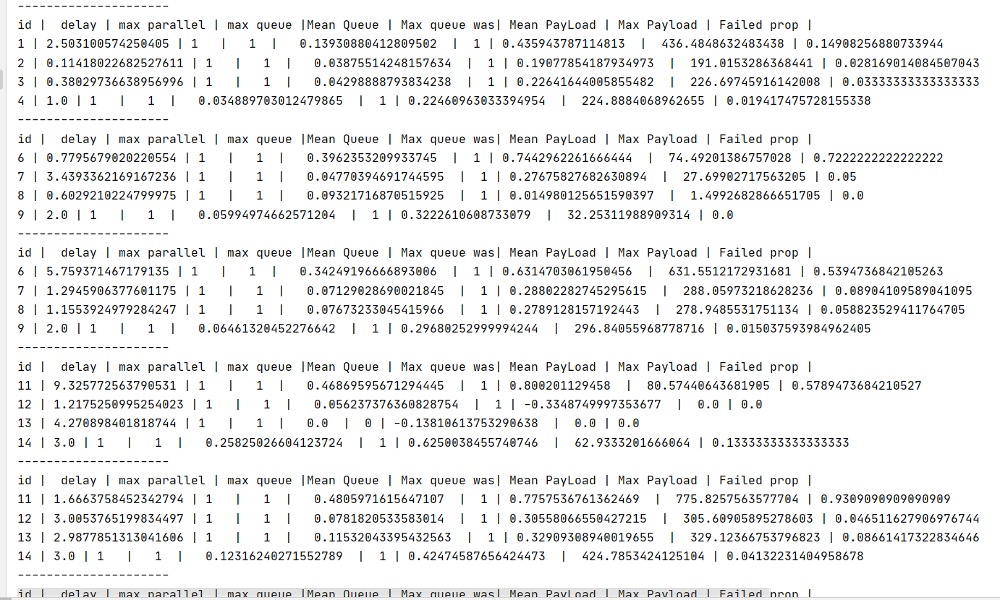 ---------------------
id |  delay | max parallel | max queue |Mean Queue | Max queue was| Mean PayLoad | Max Payload | Failed prop |
1 | 2.503100574250405 | 1   |   1  |   0.13930880412809502  |  1 | 0.435943787114813  |  436.4848632483438 | 0.14908256880733944
2 | 0.11418022682527611 | 1   |   1  |   0.03875514248157634  |  1 | 0.19077854187934973  |  191.0153286368441 | 0.028169014084507043
3 | 0.38029736638956996 | 1   |   1  |   0.04298888793834238  |  1 | 0.22641644005855482  |  226.69745916142008 | 0.03333333333333333
4 | 1.0 | 1   |   1  |   0.034889703012479865  |  1 | 0.22460963033394954  |  224.8884068962655 | 0.019417475728155338
---------------------
id |  delay | max parallel | max queue |Mean Queue | Max queue was| Mean PayLoad | Max Payload | Failed prop |
6 | 0.7795679020220554 | 1   |   1  |   0.3962353209933745  |  1 | 0.7442962261666444  |  74.49201386757028 | 0.7222222222222222
7 | 3.4393362169167236 | 1   |   1  |   0.04770394691744595  |  1 | 0.27675827682630894  |  27.69902717563205 | 0.05
8 | 0.6029210224799975 | 1   |   1  |   0.09321716870515925  |  1 | 0.014980125651590397  |  1.4992682866651705 | 0.0
9 | 2.0 | 1   |   1  |   0.05994974662571204  |  1 | 0.3222610608733079  |  32.25311988909314 | 0.0
---------------------
id |  delay | max parallel | max queue |Mean Queue | Max queue was| Mean PayLoad | Max Payload | Failed prop |
6 | 5.759371467179135 | 1   |   1  |   0.34249196666893006  |  1 | 0.6314703061950456  |  631.5512172931681 | 0.5394736842105263
7 | 1.2945906377601175 | 1   |   1  |   0.07129028690021845  |  1 | 0.28802282745295615  |  288.05973218628236 | 0.08904109589041095
8 | 1.1553924979284247 | 1   |   1  |   0.07673233045415966  |  1 | 0.2789128157192443  |  278.9485531751134 | 0.058823529411764705
9 | 2.0 | 1   |   1  |   0.06461320452276642  |  1 | 0.29680252999994244  |  296.84055968778716 | 0.015037593984962405
---------------------
id |  delay | max parallel | max queue |Mean Queue | Max queue was| Mean PayLoad | Max Payload | Failed prop |
11 | 9.325772563790531 | 1   |   1  |   0.46869595671294445  |  1 | 0.800201129458  |  80.57440643681905 | 0.5789473684210527
12 | 1.2175250995254023 | 1   |   1  |   0.056237376360828754  |  1 | -0.3348749997353677  |  0.0 | 0.0
13 | 4.270898401818744 | 1   |   1  |   0.0  |  0 | -0.13810613753290638  |  0.0 | 0.0
14 | 3.0 | 1   |   1  |   0.25825026604123724  |  1 | 0.6250038455740746  |  62.9333201666064 | 0.13333333333333333
---------------------
id |  delay | max parallel | max queue |Mean Queue | Max queue was| Mean PayLoad | Max Payload | Failed prop |
11 | 1.6663758452342794 | 1   |   1  |   0.4805971615647107  |  1 | 0.7757536761362469  |  775.8257563577704 | 0.9309090909090909
12 | 3.0053765199834497 | 1   |   1  |   0.0781820533583014  |  1 | 0.30558066550427215  |  305.60905895278603 | 0.046511627906976744
13 | 2.9877851313041606 | 1   |   1  |   0.11532043395432563  |  1 | 0.32909308940019655  |  329.12366753796823 | 0.08661417322834646
14 | 3.0 | 1   |   1  |   0.12316240271552789  |  1 | 0.42474587656424473  |  424.7853424125104 | 0.04132231404958678
---------------------
id |  delay | max parallel | max queue |Mean Queue | Max queue was| Mean PayLoad | Max Payload | Failed prop |